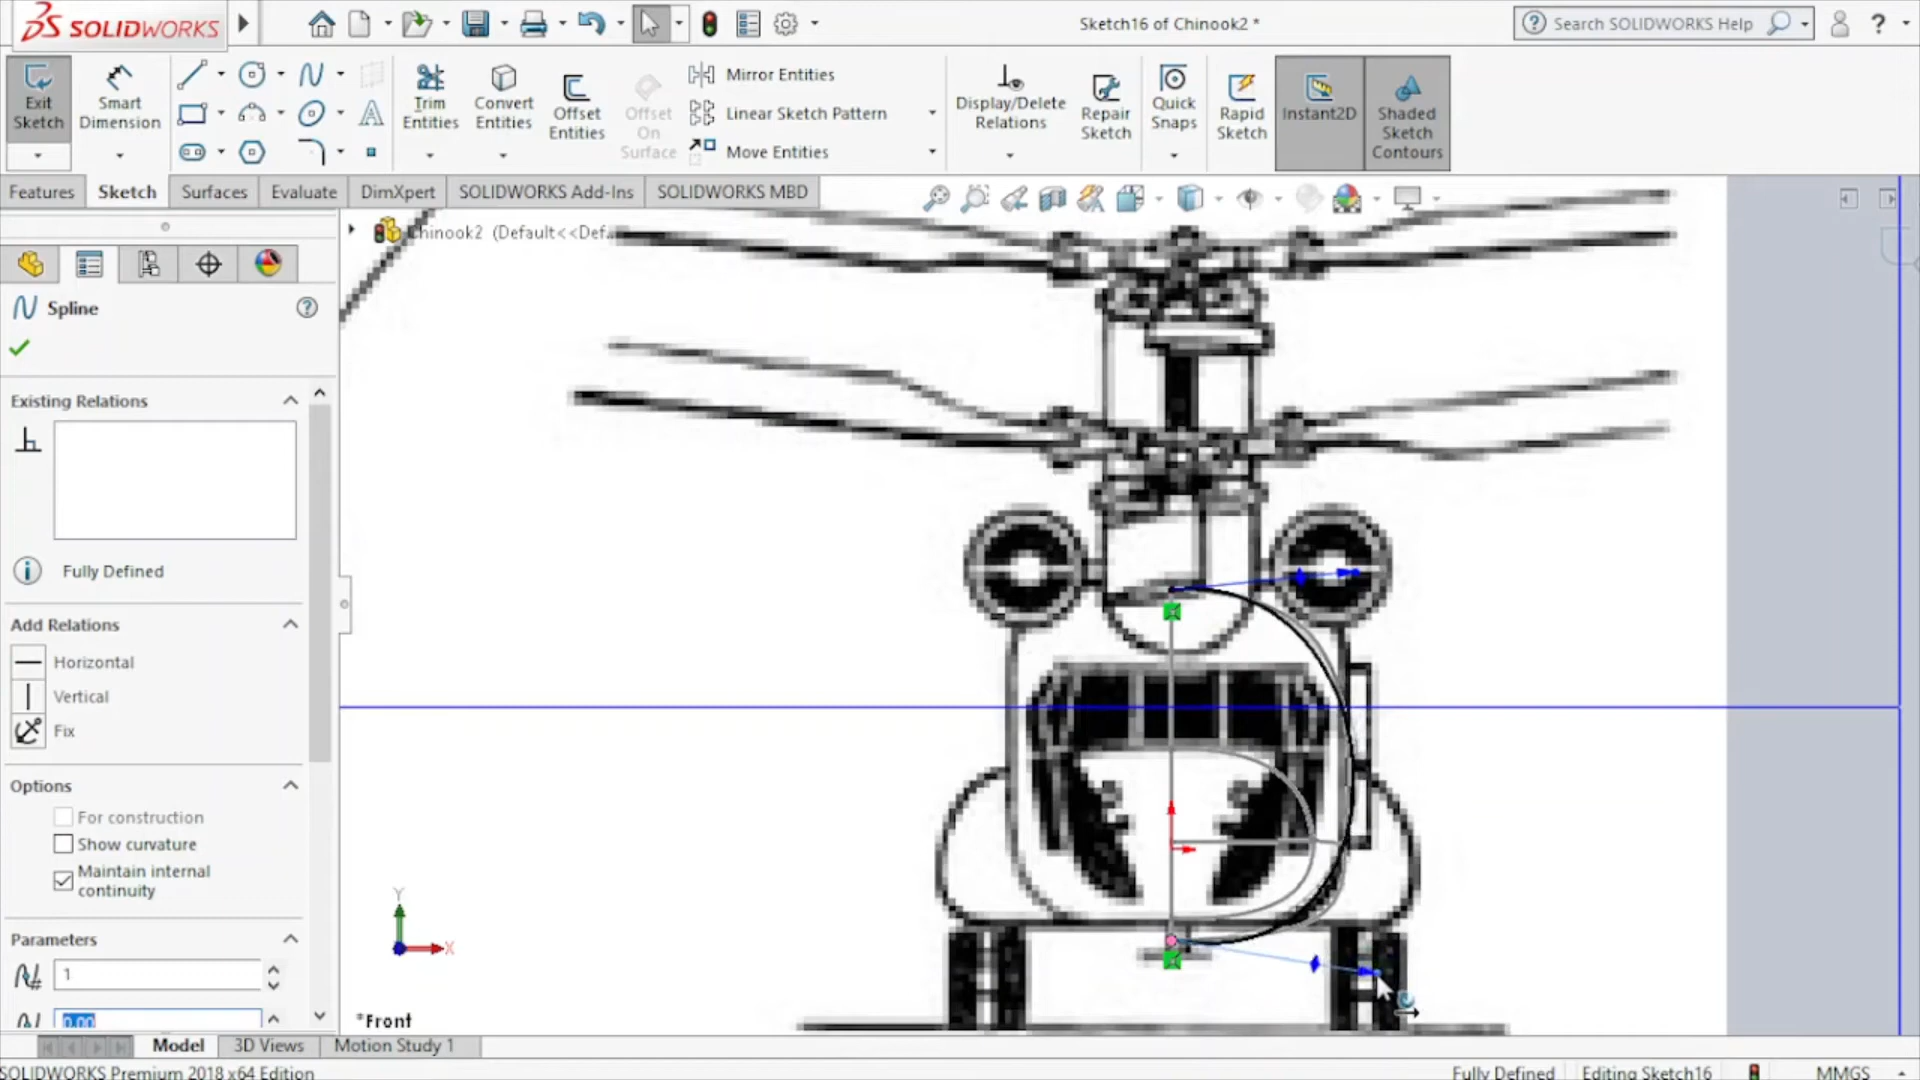 SOLIDWORKS
Sketch16 of Chinook2 *
Search SOLIDWORKS Help
?
Exit Sketch
Smart Dimension
Trim Entities
Convert Entities
Offset Entities
Offset On Surface
Mirror Entities
Linear Sketch Pattern
Move Entities
Display/Delete Relations
Repair Sketch
Quick Snaps
Rapid Sketch
Instant2D
Shaded Sketch Contours
Features
Sketch
Surfaces
Evaluate
DimXpert
SOLIDWORKS Add-Ins
SOLIDWORKS MBD
Chinook2 (Default<<Def...
Spline
Existing Relations
Fully Defined
Add Relations
Horizontal
Vertical
Fix
Options
For construction
Show curvature
Maintain internal continuity
Parameters
1
0.00
Y
X
*Front
Model
3D Views
Motion Study 1
SOLIDWORKS Premium 2018 x64 Edition
Fully Defined
Editing Sketch16
MMGS